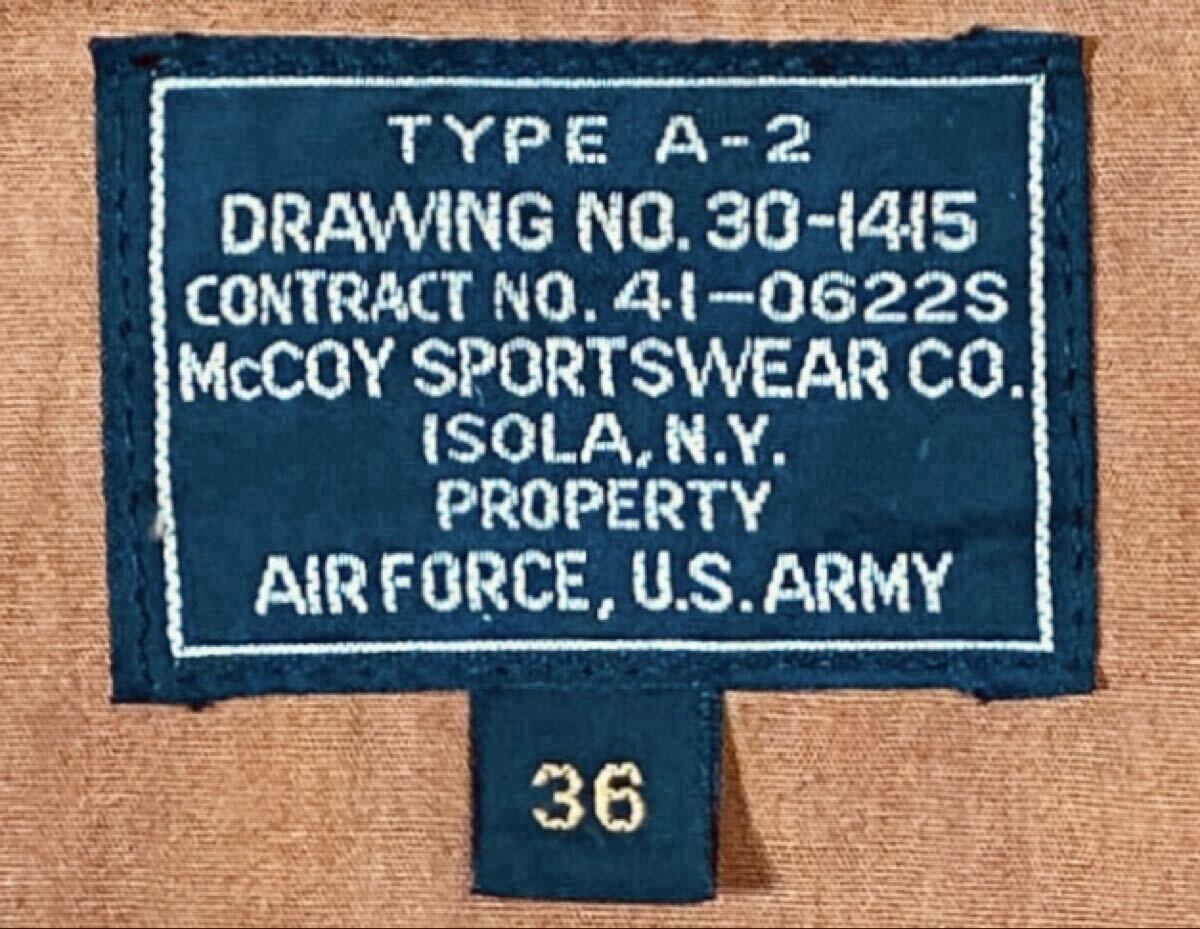 TYPE A-2
DRAWING NO. 30-1415
CONTRACT NO. 41-0622S
McCOY SPORTSWEAR CO.
ISOLA, N.Y.
PROPERTY
AIR FORCE, U.S. ARMY
36